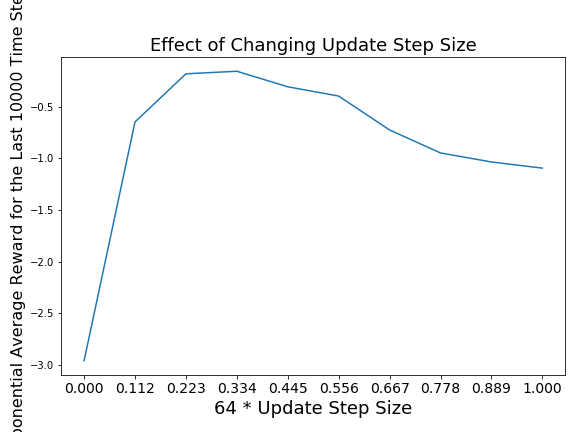 Effect of Changing Update Step Size
ponential Average Reward for the Last 10000 Time Ste
−0.5
−1.0
−1.5
−2.0
−2.5
−3.0
0.000 0.112 0.223 0.334 0.445 0.556 0.667 0.778 0.889 1.000
64 * Update Step Size